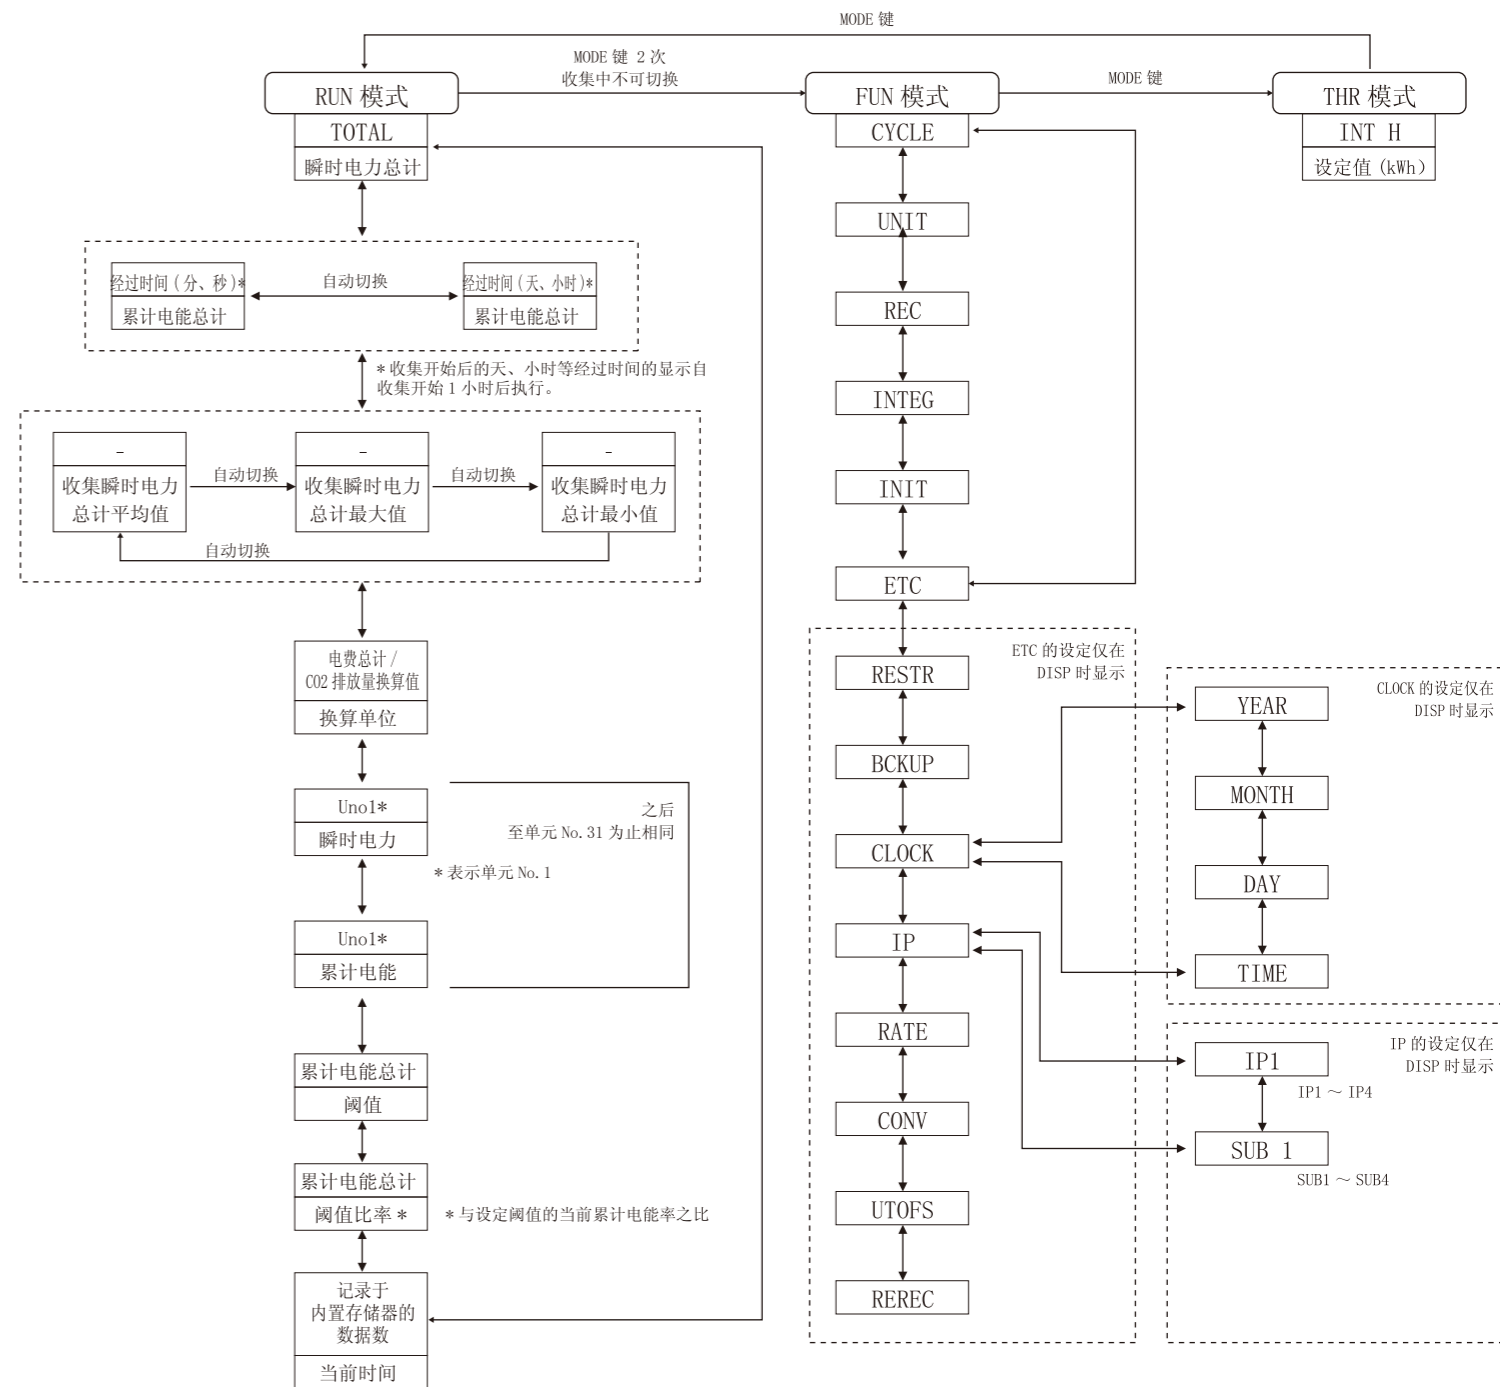 MODE 键
MODE 键 2 次
收集中不可切换
MODE 键
RUN 模式
FUN 模式
THR 模式
TOTAL
瞬时电力总计
经过时间 ( 分、秒 )*
累计电能总计
自动切换
经过时间 ( 天、小时 )*
累计电能总计
* 收集开始后的天、小时等经过时间的显示自
收集开始 1 小时后执行。
-
收集瞬时电力
总计平均值
自动切换
-
收集瞬时电力
总计最大值
自动切换
-
收集瞬时电力
总计最小值
自动切换
电费总计 /
CO2 排放量换算值
换算单位
Uno1*
瞬时电力
之后
至单元 No.31 为止相同
* 表示单元 No.1
Uno1*
累计电能
累计电能总计
阈值
累计电能总计
阈值比率 *
* 与设定阈值的当前累计电能率之比
记录于
内置存储器的
数据数
当前时间
CYCLE
UNIT
REC
INTEG
INIT
ETC
ETC 的设定仅在
DISP 时显示
RESTR
BCKUP
CLOCK
IP
RATE
CONV
UTOFS
REREC
INT H
设定值 (kWh)
CLOCK 的设定仅在
DISP 时显示
YEAR
MONTH
DAY
TIME
IP 的设定仅在
DISP 时显示
IP1
IP1 ～ IP4
SUB 1
SUB1 ～ SUB4